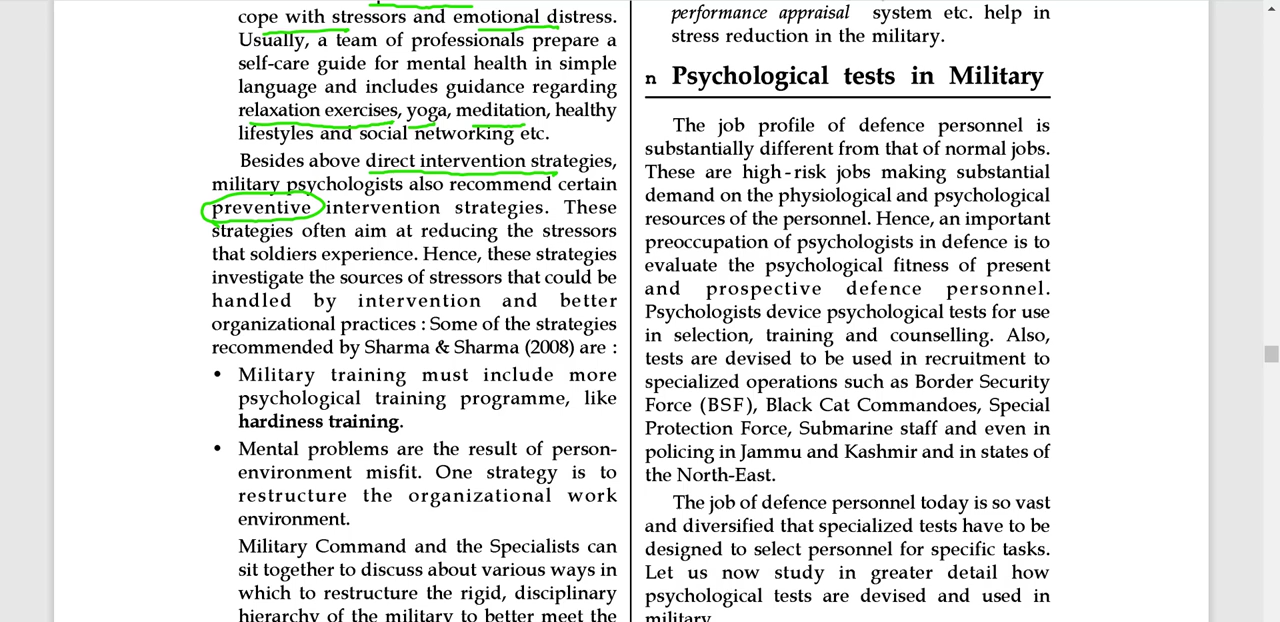 cope with stressors and emotional distress.
Usually, a team of professionals prepare a
self-care guide for mental health in simple
language and includes guidance regarding
relaxation exercises, yoga, meditation, healthy
lifestyles and social networking etc.
Besides above direct intervention strategies,
military psychologists also recommend certain
preventive intervention strategies. These
strategies often aim at reducing the stressors
that soldiers experience. Hence, these strategies
investigate the sources of stressors that could be
handled by intervention and better
organizational practices : Some of the strategies
recommended by Sharma & Sharma (2008) are :
• Military training must include more
psychological training programme, like
hardiness training.
• Mental problems are the result of person-
environment misfit. One strategy is to
restructure the organizational work
environment.
Military Command and the Specialists can
sit together to discuss about various ways in
which to restructure the rigid, disciplinary
hierarchy of the military to better meet the
performance appraisal system etc. help in
stress reduction in the military.
n Psychological tests in Military
The job profile of defence personnel is
substantially different from that of normal jobs.
These are high-risk jobs making substantial
demand on the physiological and psychological
resources of the personnel. Hence, an important
preoccupation of psychologists in defence is to
evaluate the psychological fitness of present
and prospective defence personnel.
Psychologists device psychological tests for use
in selection, training and counselling. Also,
tests are devised to be used in recruitment to
specialized operations such as Border Security
Force (BSF), Black Cat Commandoes, Special
Protection Force, Submarine staff and even in
policing in Jammu and Kashmir and in states of
the North-East.
The job of defence personnel today is so vast
and diversified that specialized tests have to be
designed to select personnel for specific tasks.
Let us now study in greater detail how
psychological tests are devised and used in
military.